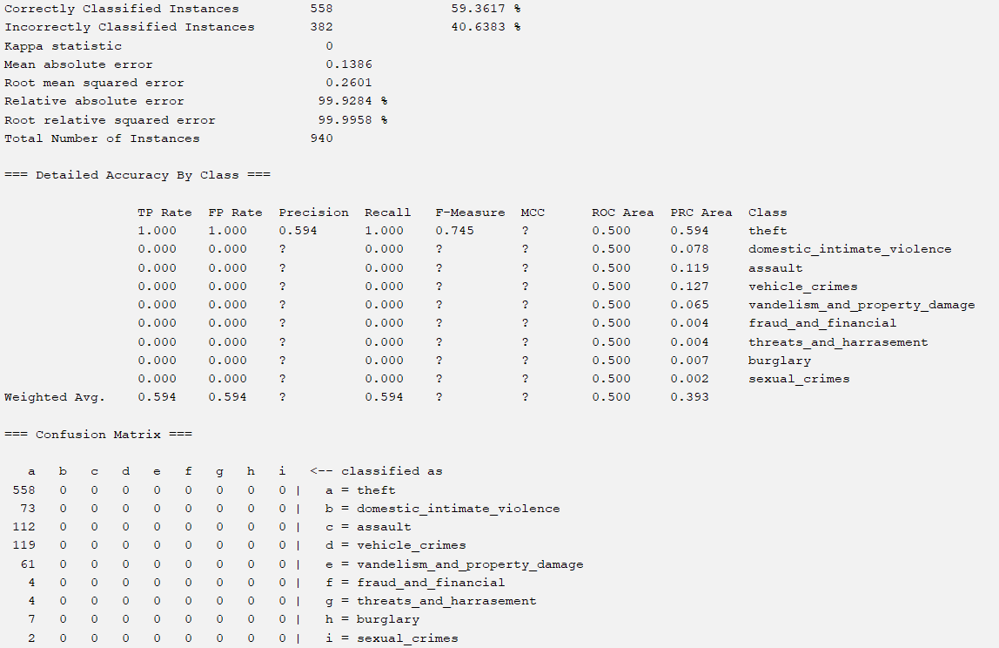 Correctly Classified Instances 558 59.3617 %
Incorrectly Classified Instances 382 40.6383 %
Kappa statistic 0
Mean absolute error 0.1386
Root mean squared error 0.2601
Relative absolute error 99.9284 %
Root relative squared error 99.9958 %
Total Number of Instances 940
=== Detailed Accuracy By Class ===
TP Rate FP Rate Precision Recall F-Measure MCC ROC Area PRC Area Class
1.000 1.000 0.594 1.000 0.745 ? 0.500 0.594 theft
0.000 0.000 ? 0.000 ? ? 0.500 0.078 domestic_intimate_violence
0.000 0.000 ? 0.000 ? ? 0.500 0.119 assault
0.000 0.000 ? 0.000 ? ? 0.500 0.127 vehicle_crimes
0.000 0.000 ? 0.000 ? ? 0.500 0.065 vandelism_and_property_damage
0.000 0.000 ? 0.000 ? ? 0.500 0.004 fraud_and_financial
0.000 0.000 ? 0.000 ? ? 0.500 0.004 threats_and_harrasement
0.000 0.000 ? 0.000 ? ? 0.500 0.007 burglary
0.000 0.000 ? 0.000 ? ? 0.500 0.002 sexual_crimes
Weighted Avg. 0.594 0.594 ? 0.594 ? ? 0.500 0.393
=== Confusion Matrix ===
a b c d e f g h i <-- classified as
558 0 0 0 0 0 0 0 0 | a = theft
73 0 0 0 0 0 0 0 0 | b = domestic_intimate_violence
112 0 0 0 0 0 0 0 0 | c = assault
119 0 0 0 0 0 0 0 0 | d = vehicle_crimes
61 0 0 0 0 0 0 0 0 | e = vandelism_and_property_damage
4 0 0 0 0 0 0 0 0 | f = fraud_and_financial
4 0 0 0 0 0 0 0 0 | g = threats_and_harrasement
7 0 0 0 0 0 0 0 0 | h = burglary
2 0 0 0 0 0 0 0 0 | i = sexual_crimes